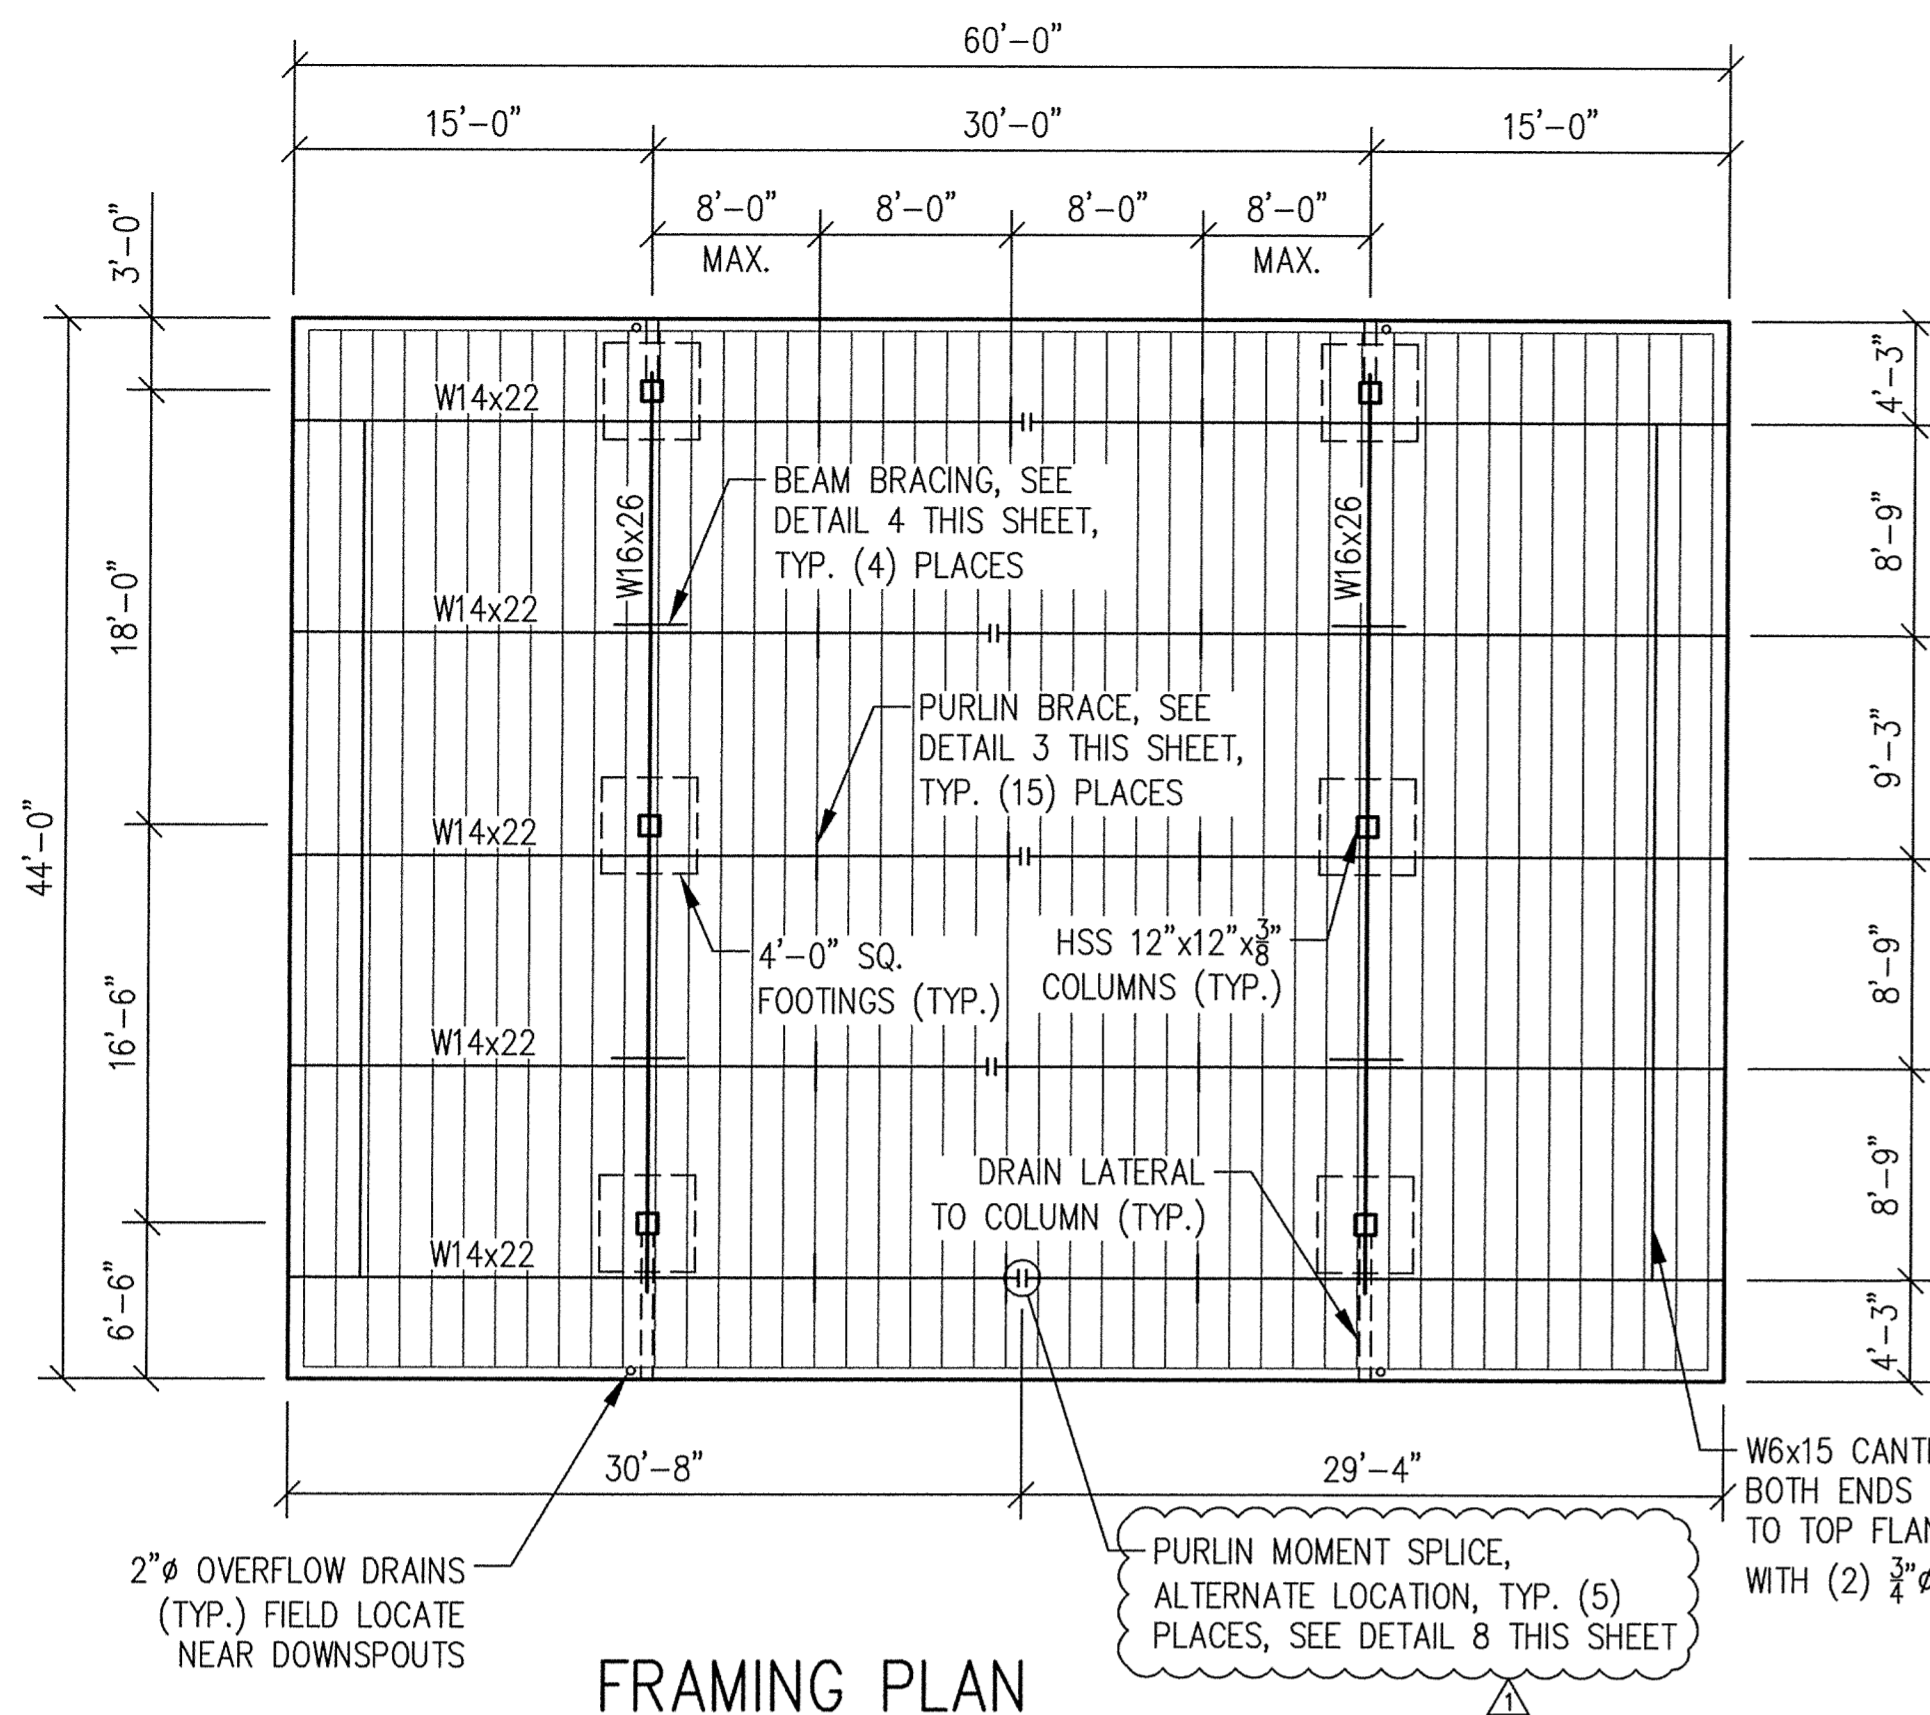 60'-0"
15'-0" 30'-0" 15'-0"
8'-0" 8'-0" 8'-0" 8'-0"
MAX. MAX.
3'-0"
18'-0"
16'-6"
6'-6"
44'-0"
4'-3"
8'-9"
9'-3"
8'-9"
8'-9"
4'-3"
W14x22
W14x22
W14x22
W14x22
W14x22
W16x26
W16x26
BEAM BRACING, SEE
DETAIL 4 THIS SHEET,
TYP. (4) PLACES
PURLIN BRACE, SEE
DETAIL 3 THIS SHEET,
TYP. (15) PLACES
4'-0" SQ.
FOOTINGS (TYP.)
HSS 12"x12"x3/8"
COLUMNS (TYP.)
DRAIN LATERAL
TO COLUMN (TYP.)
30'-8" 29'-4"
2"ø OVERFLOW DRAINS
(TYP.) FIELD LOCATE
NEAR DOWNSPOUTS
PURLIN MOMENT SPLICE,
ALTERNATE LOCATION, TYP. (5)
PLACES, SEE DETAIL 8 THIS SHEET
1
W6x15
BOTH ENDS
TO TOP
WITH (2) 3/4"ø
FRAMING PLAN